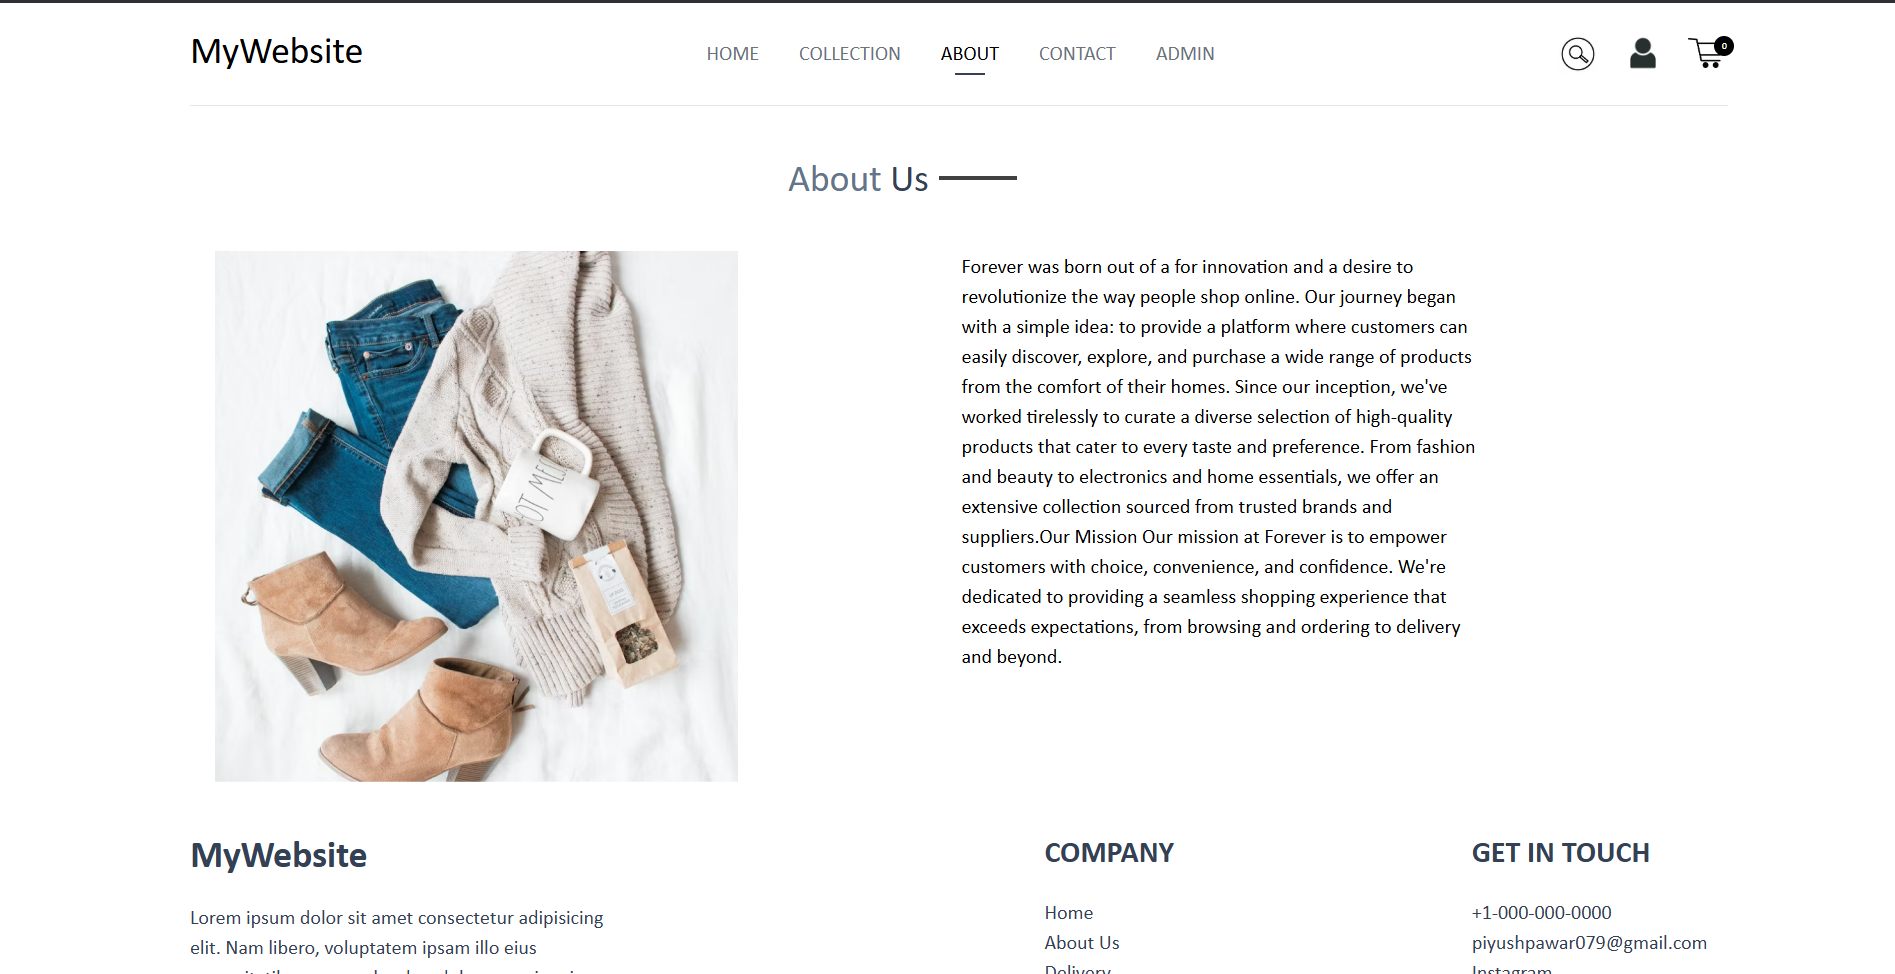 MyWebsite
HOME
COLLECTION
ABOUT
CONTACT
ADMIN
0
About Us
Forever was born out of a for innovation and a desire to
revolutionize the way people shop online. Our journey began
with a simple idea: to provide a platform where customers can
easily discover, explore, and purchase a wide range of products
from the comfort of their homes. Since our inception, we've
worked tirelessly to curate a diverse selection of high-quality
products that cater to every taste and preference. From fashion
and beauty to electronics and home essentials, we offer an
extensive collection sourced from trusted brands and
suppliers.Our Mission Our mission at Forever is to empower
customers with choice, convenience, and confidence. We're
dedicated to providing a seamless shopping experience that
exceeds expectations, from browsing and ordering to delivery
and beyond.
MyWebsite
Lorem ipsum dolor sit amet consectetur adipisicing
elit. Nam libero, voluptatem ipsam illo eius
COMPANY
Home
About Us
Delivery
GET IN TOUCH
+1-000-000-0000
piyushpawar079@gmail.com
Instagram